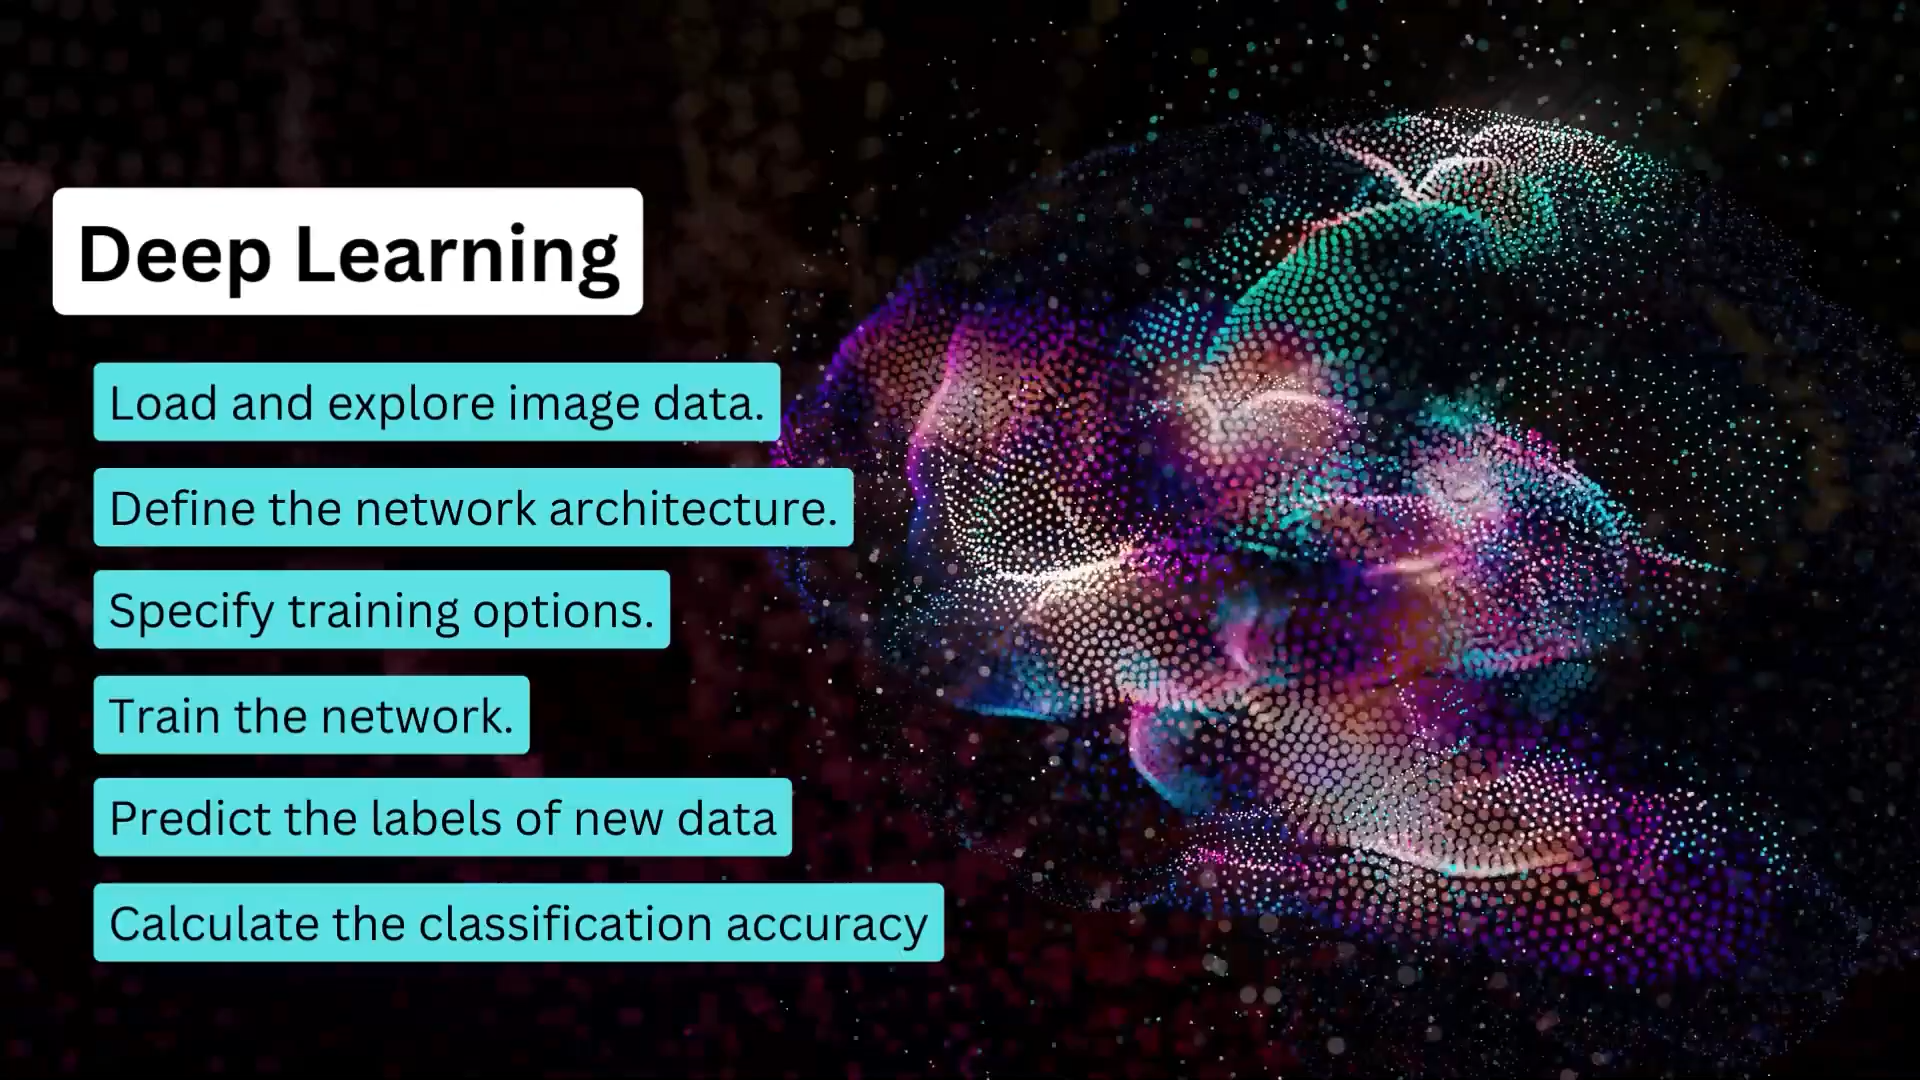 Deep Learning
Load and explore image data.
Define the network architecture.
Specify training options.
Train the network.
Predict the labels of new data
Calculate the classification accuracy